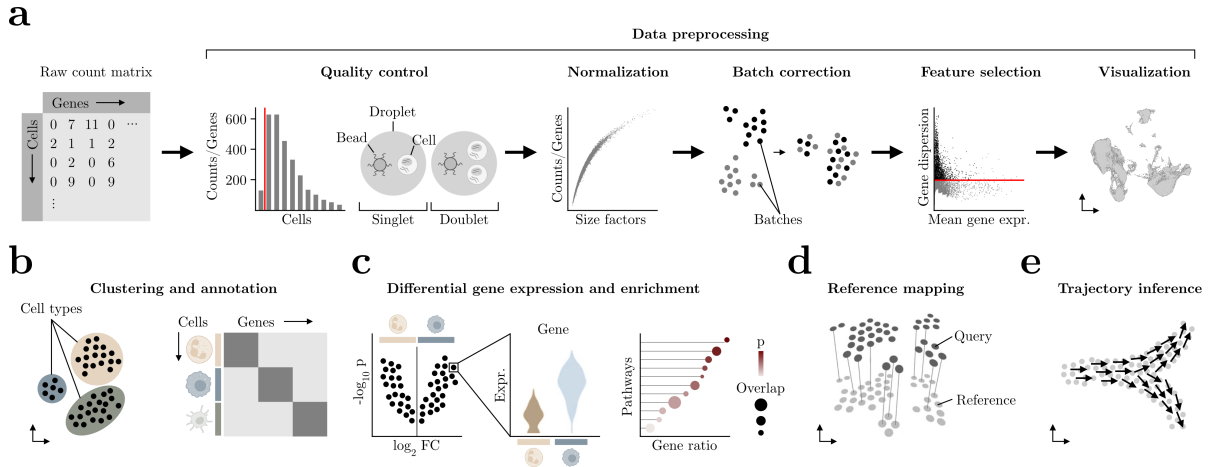 a
Data preprocessing
Raw count matrix
Quality control
Normalization
Batch correction
Feature selection
Visualization
Genes
Cells
0 7 11 0 ...
2 1 1 2
0 2 0 6
0 9 0 9
⋮
Counts/Genes
600
400
200
Cells
Droplet
Bead
Cell
Singlet
Doublet
Counts/Genes
Size factors
Batches
Gene dispersion
Mean gene expr.
b
Clustering and annotation
Cell types
Cells
Genes
c
Differential gene expression and enrichment
-log10 p
log2 FC
Gene
Expr.
Pathways
Gene ratio
p
Overlap
d
Reference mapping
Query
Reference
e
Trajectory inference